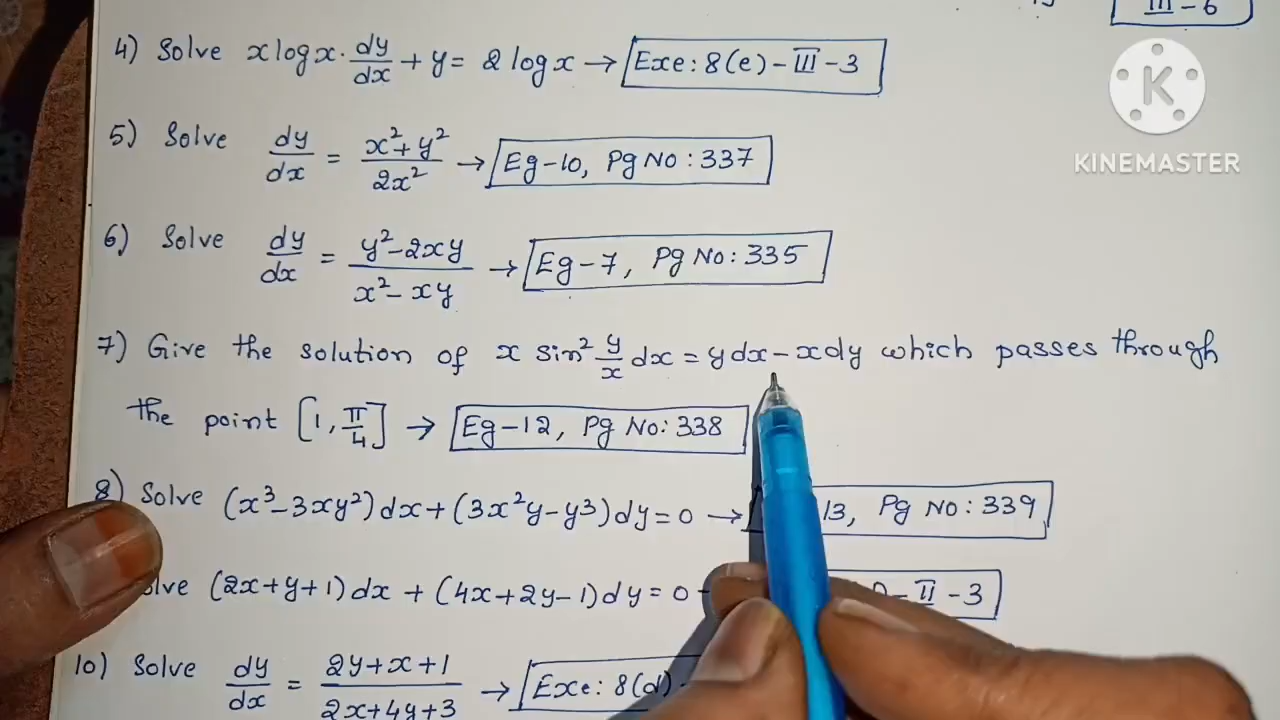 III-6
4) Solve x log x · dy/dx + y = 2 log x → Exe: 8(e) - III - 3
K
KINEMASTER
5) Solve dy/dx = (x² + y²)/(2x²) → Eg-10, Pg No: 337
6) Solve dy/dx = (y² - 2xy)/(x² - xy) → Eg-7, Pg No: 335
7) Give the solution of x sin² y/x dx = y dx - x dy which passes through
the point [1, π/4] → Eg-12, Pg No: 338
8) Solve (x³ - 3xy²) dx + (3x²y - y³) dy = 0 → 13, Pg No: 339
(2x + y + 1) dx + (4x + 2y - 1) dy = 0 - II - 3
10) Solve dy/dx = (2y + x + 1)/(2x + 4y + 3) → Exe: 8(d)